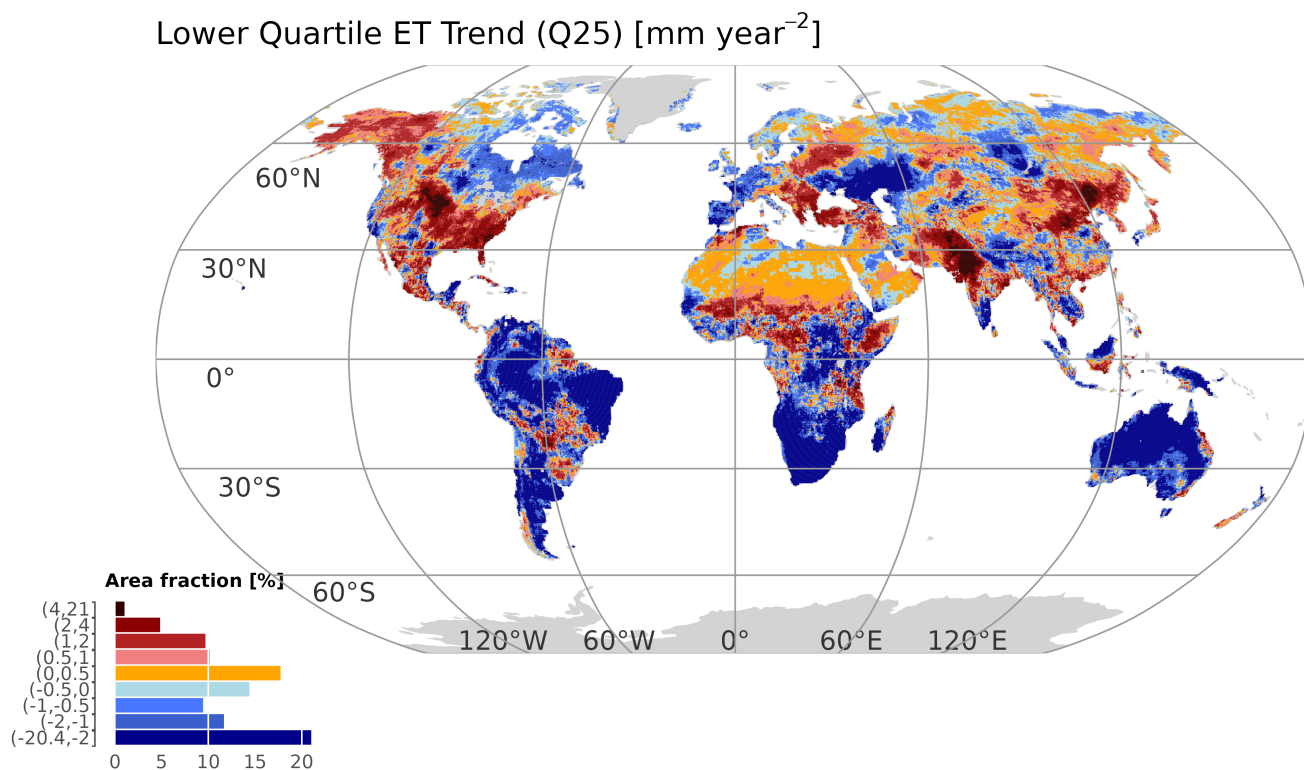 Lower Quartile ET Trend (Q25) [mm year⁻²]
60°N
30°N
0°
30°S
60°S
120°W 60°W 0° 60°E 120°E
Area fraction [%]
(4,21]
(2,4]
(1,2]
(0.5,1]
(0,0.5]
(-0.5,0]
(-1,-0.5]
(-2,-1]
(-20.4,-2]
0 5 10 15 20